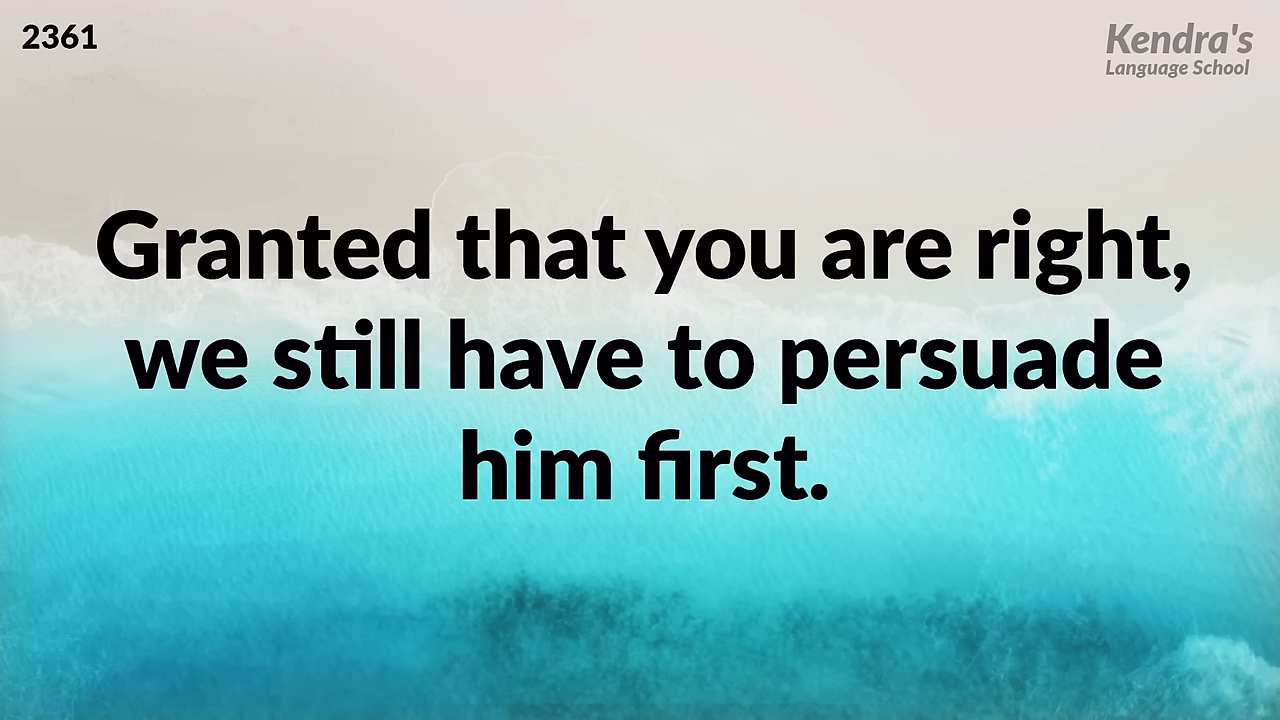 2361
Kendra's
Language School
Granted that you are right,
we still have to persuade
him first.